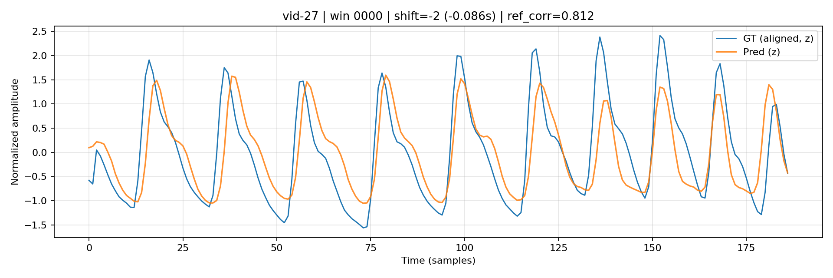 vid-27 | win 0000 | shift=-2 (-0.086s) | ref_corr=0.812
GT (aligned, z)
Pred (z)
Normalized amplitude
2.5
2.0
1.5
1.0
0.5
0.0
−0.5
−1.0
−1.5
0 25 50 75 100 125 150 175
Time (samples)